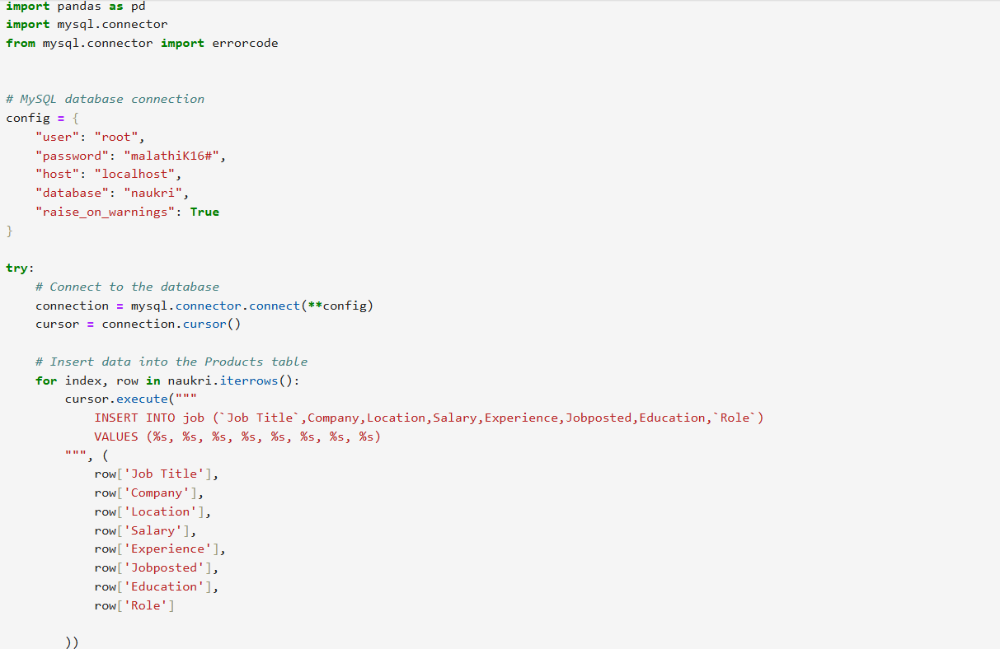 import pandas as pd
import mysql.connector
from mysql.connector import errorcode
# MySQL database connection
config = {
    "user": "root",
    "password": "malathiK16#",
    "host": "localhost",
    "database": "naukri",
    "raise_on_warnings": True
}
try:
    # Connect to the database
    connection = mysql.connector.connect(**config)
    cursor = connection.cursor()
    # Insert data into the Products table
    for index, row in naukri.iterrows():
        cursor.execute("""
            INSERT INTO job (`Job Title`,Company,Location,Salary,Experience,Jobposted,Education,`Role`)
            VALUES (%s, %s, %s, %s, %s, %s, %s, %s)
        """, (
            row['Job Title'],
            row['Company'],
            row['Location'],
            row['Salary'],
            row['Experience'],
            row['Jobposted'],
            row['Education'],
            row['Role']
        ))